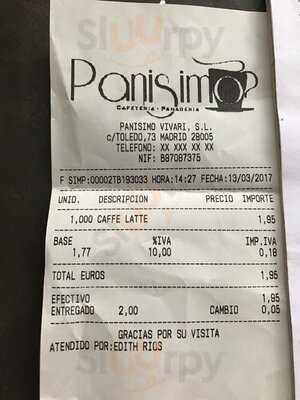 sluurpy
Panisimo
CAFETERIA - PANADERIA
PANISIMO VIVARI, S.L.
C/TOLEDO,73 MADRID 28005
TELEFONO: XX XXX XX XX
NIF: B87087375
F SIMP:00002TB193033 HORA:14:27 FECHA:13/03/2017
UNID. DESCRIPCION PRECIO IMPORTE
1,000 CAFFE LATTE 1,95
BASE %IVA IMP.IVA
1,77 10,00 0,18
TOTAL EUROS 1,95
EFECTIVO 1,95
ENTREGADO 2,00 CAMBIO 0,05
GRACIAS POR SU VISITA
ATENDIDO POR:EDITH RIOS
sluurpy